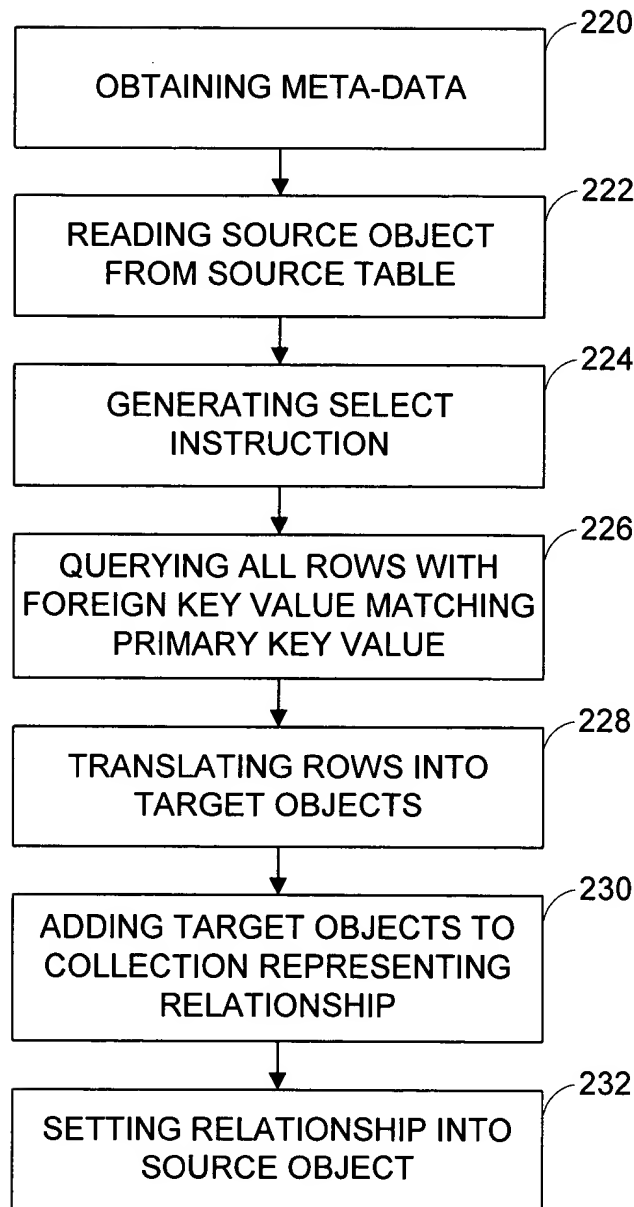 220
OBTAINING META-DATA
222
READING SOURCE OBJECT
FROM SOURCE TABLE
224
GENERATING SELECT
INSTRUCTION
226
QUERYING ALL ROWS WITH
FOREIGN KEY VALUE MATCHING
PRIMARY KEY VALUE
228
TRANSLATING ROWS INTO
TARGET OBJECTS
230
ADDING TARGET OBJECTS TO
COLLECTION REPRESENTING
RELATIONSHIP
232
SETTING RELATIONSHIP INTO
SOURCE OBJECT